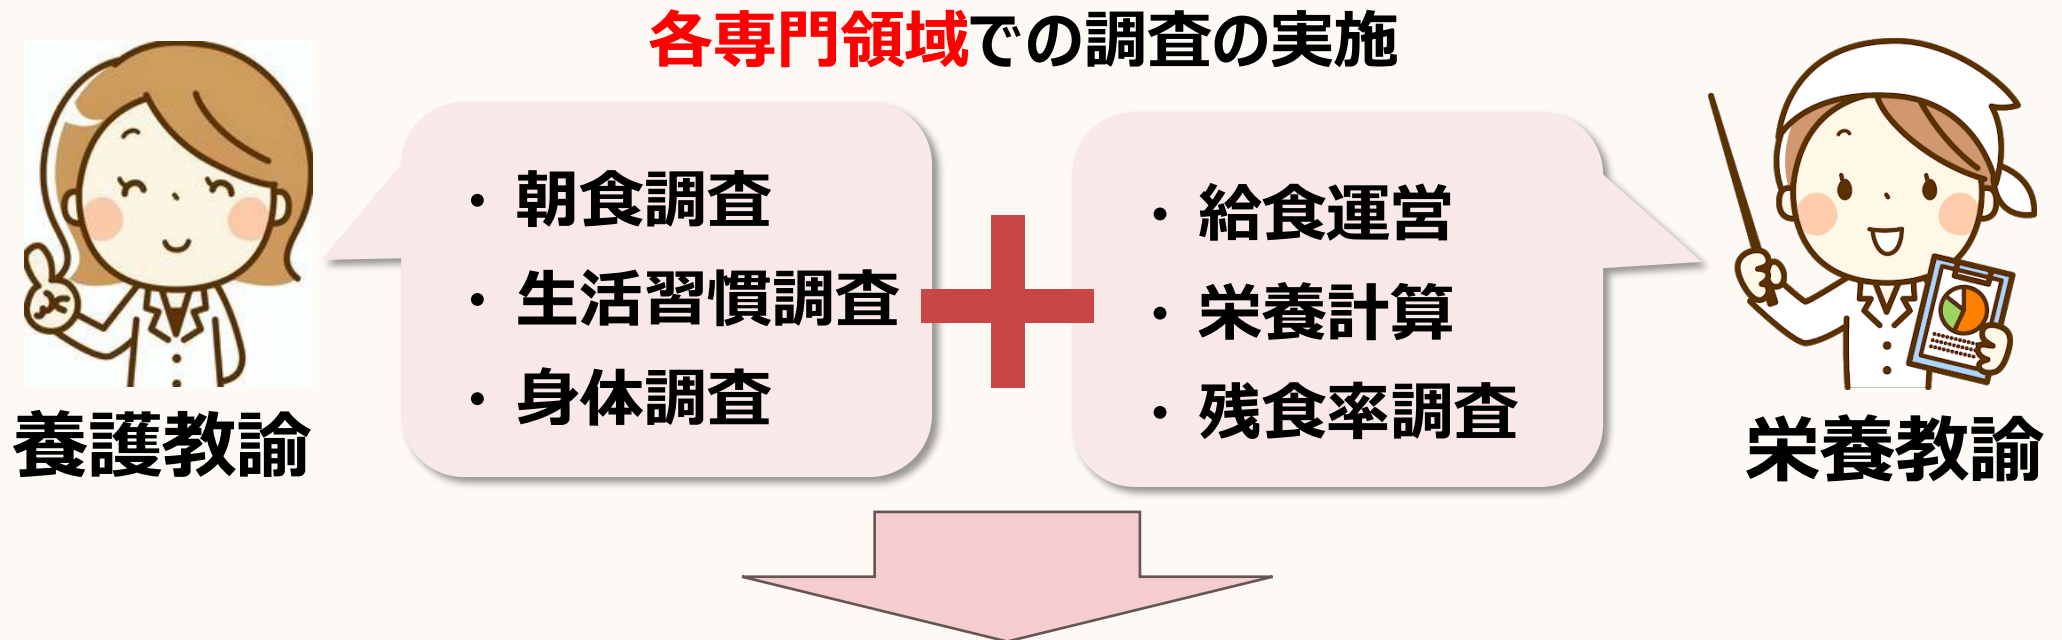 各専門領域での調査の実施
・朝食調査
・生活習慣調査
・身体調査
・給食運営
・栄養計算
・残食率調査
養護教諭
栄養教諭